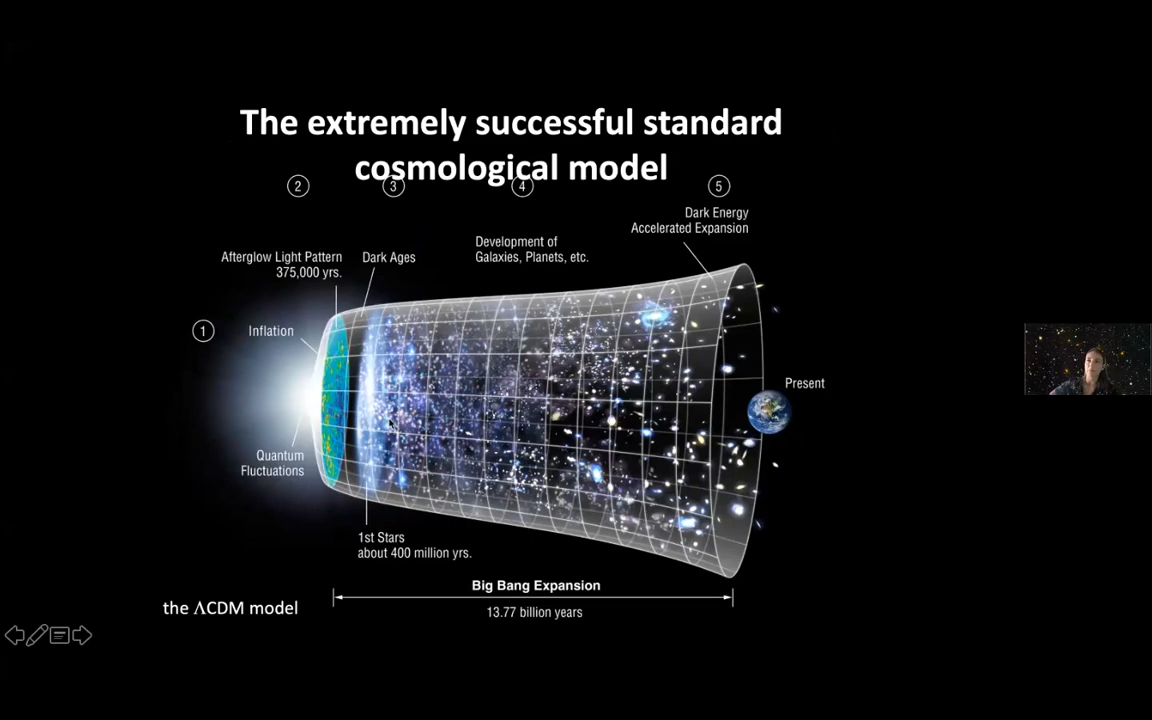 The extremely successful standard
cosmological model
2
3
4
5
Dark Energy
Accelerated Expansion
Development of
Galaxies, Planets, etc.
Afterglow Light Pattern
375,000 yrs.
Dark Ages
1
Inflation
Present
Quantum
Fluctuations
1st Stars
about 400 million yrs.
Big Bang Expansion
13.77 billion years
the ΛCDM model